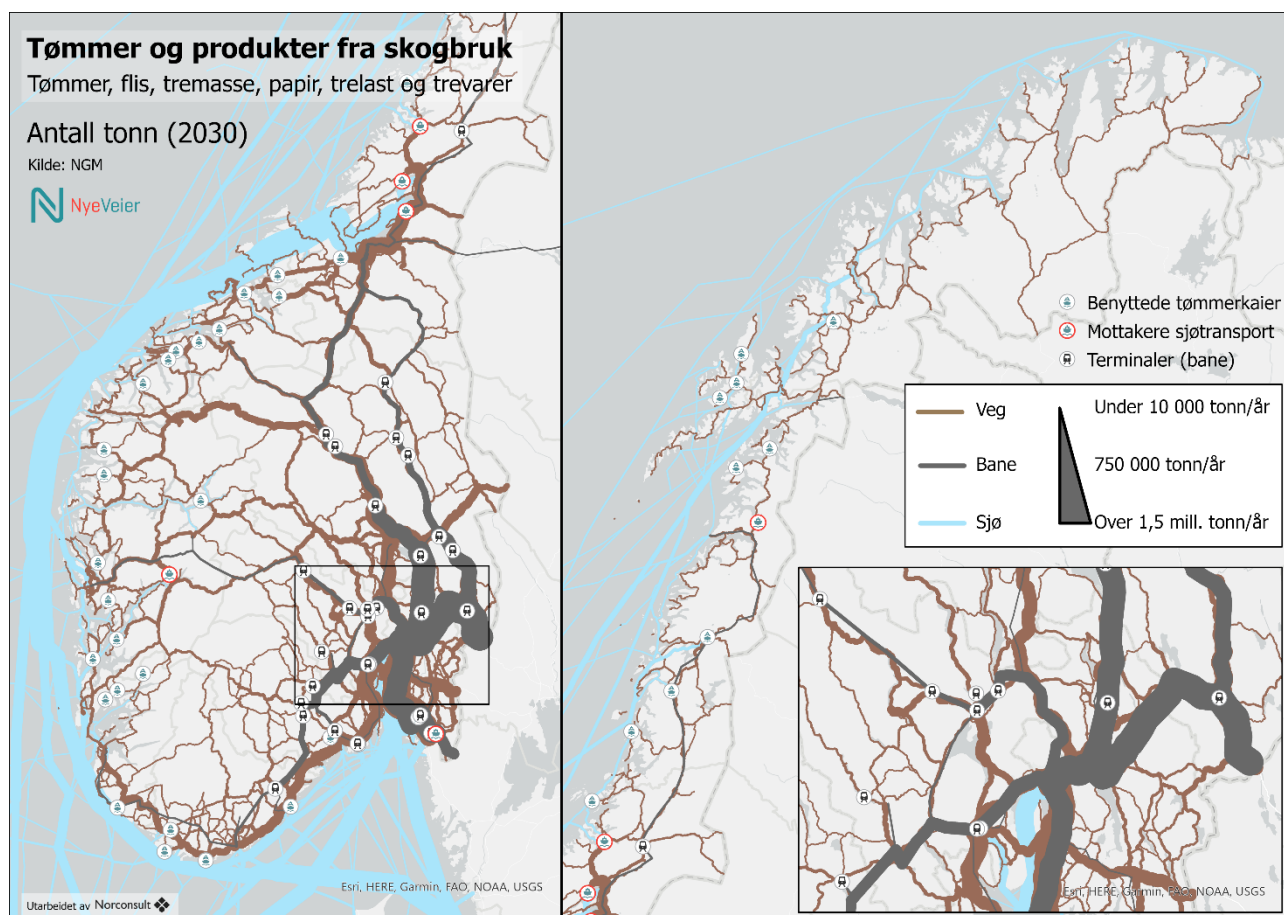 Tømmer og produkter fra skogbruk
Tømmer, flis, tremasse, papir, trelast og trevarer
Antall tonn (2030)
Kilde: NGM
NyeVeier
Esri, HERE, Garmin, FAO, NOAA, USGS
Utarbeidet av Norconsult
Benyttede tømmerkaier
Mottakere sjøtransport
Terminaler (bane)
Veg
Bane
Sjø
Under 10 000 tonn/år
750 000 tonn/år
Over 1,5 mill. tonn/år
Esri, HERE, Garmin, FAO, NOAA, USGS